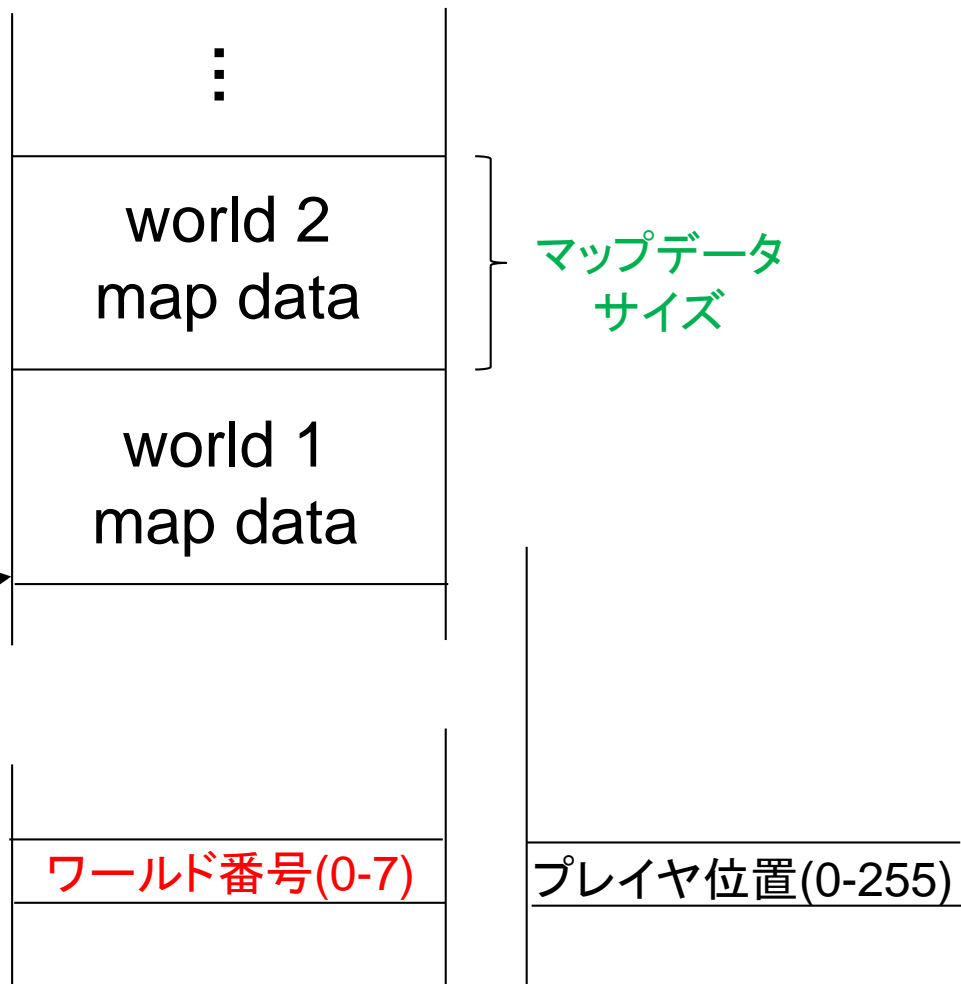 ⋮
world 2
map data
マップデータ
サイズ
world 1
map data
ワールド番号(0-7)
プレイヤ位置(0-255)